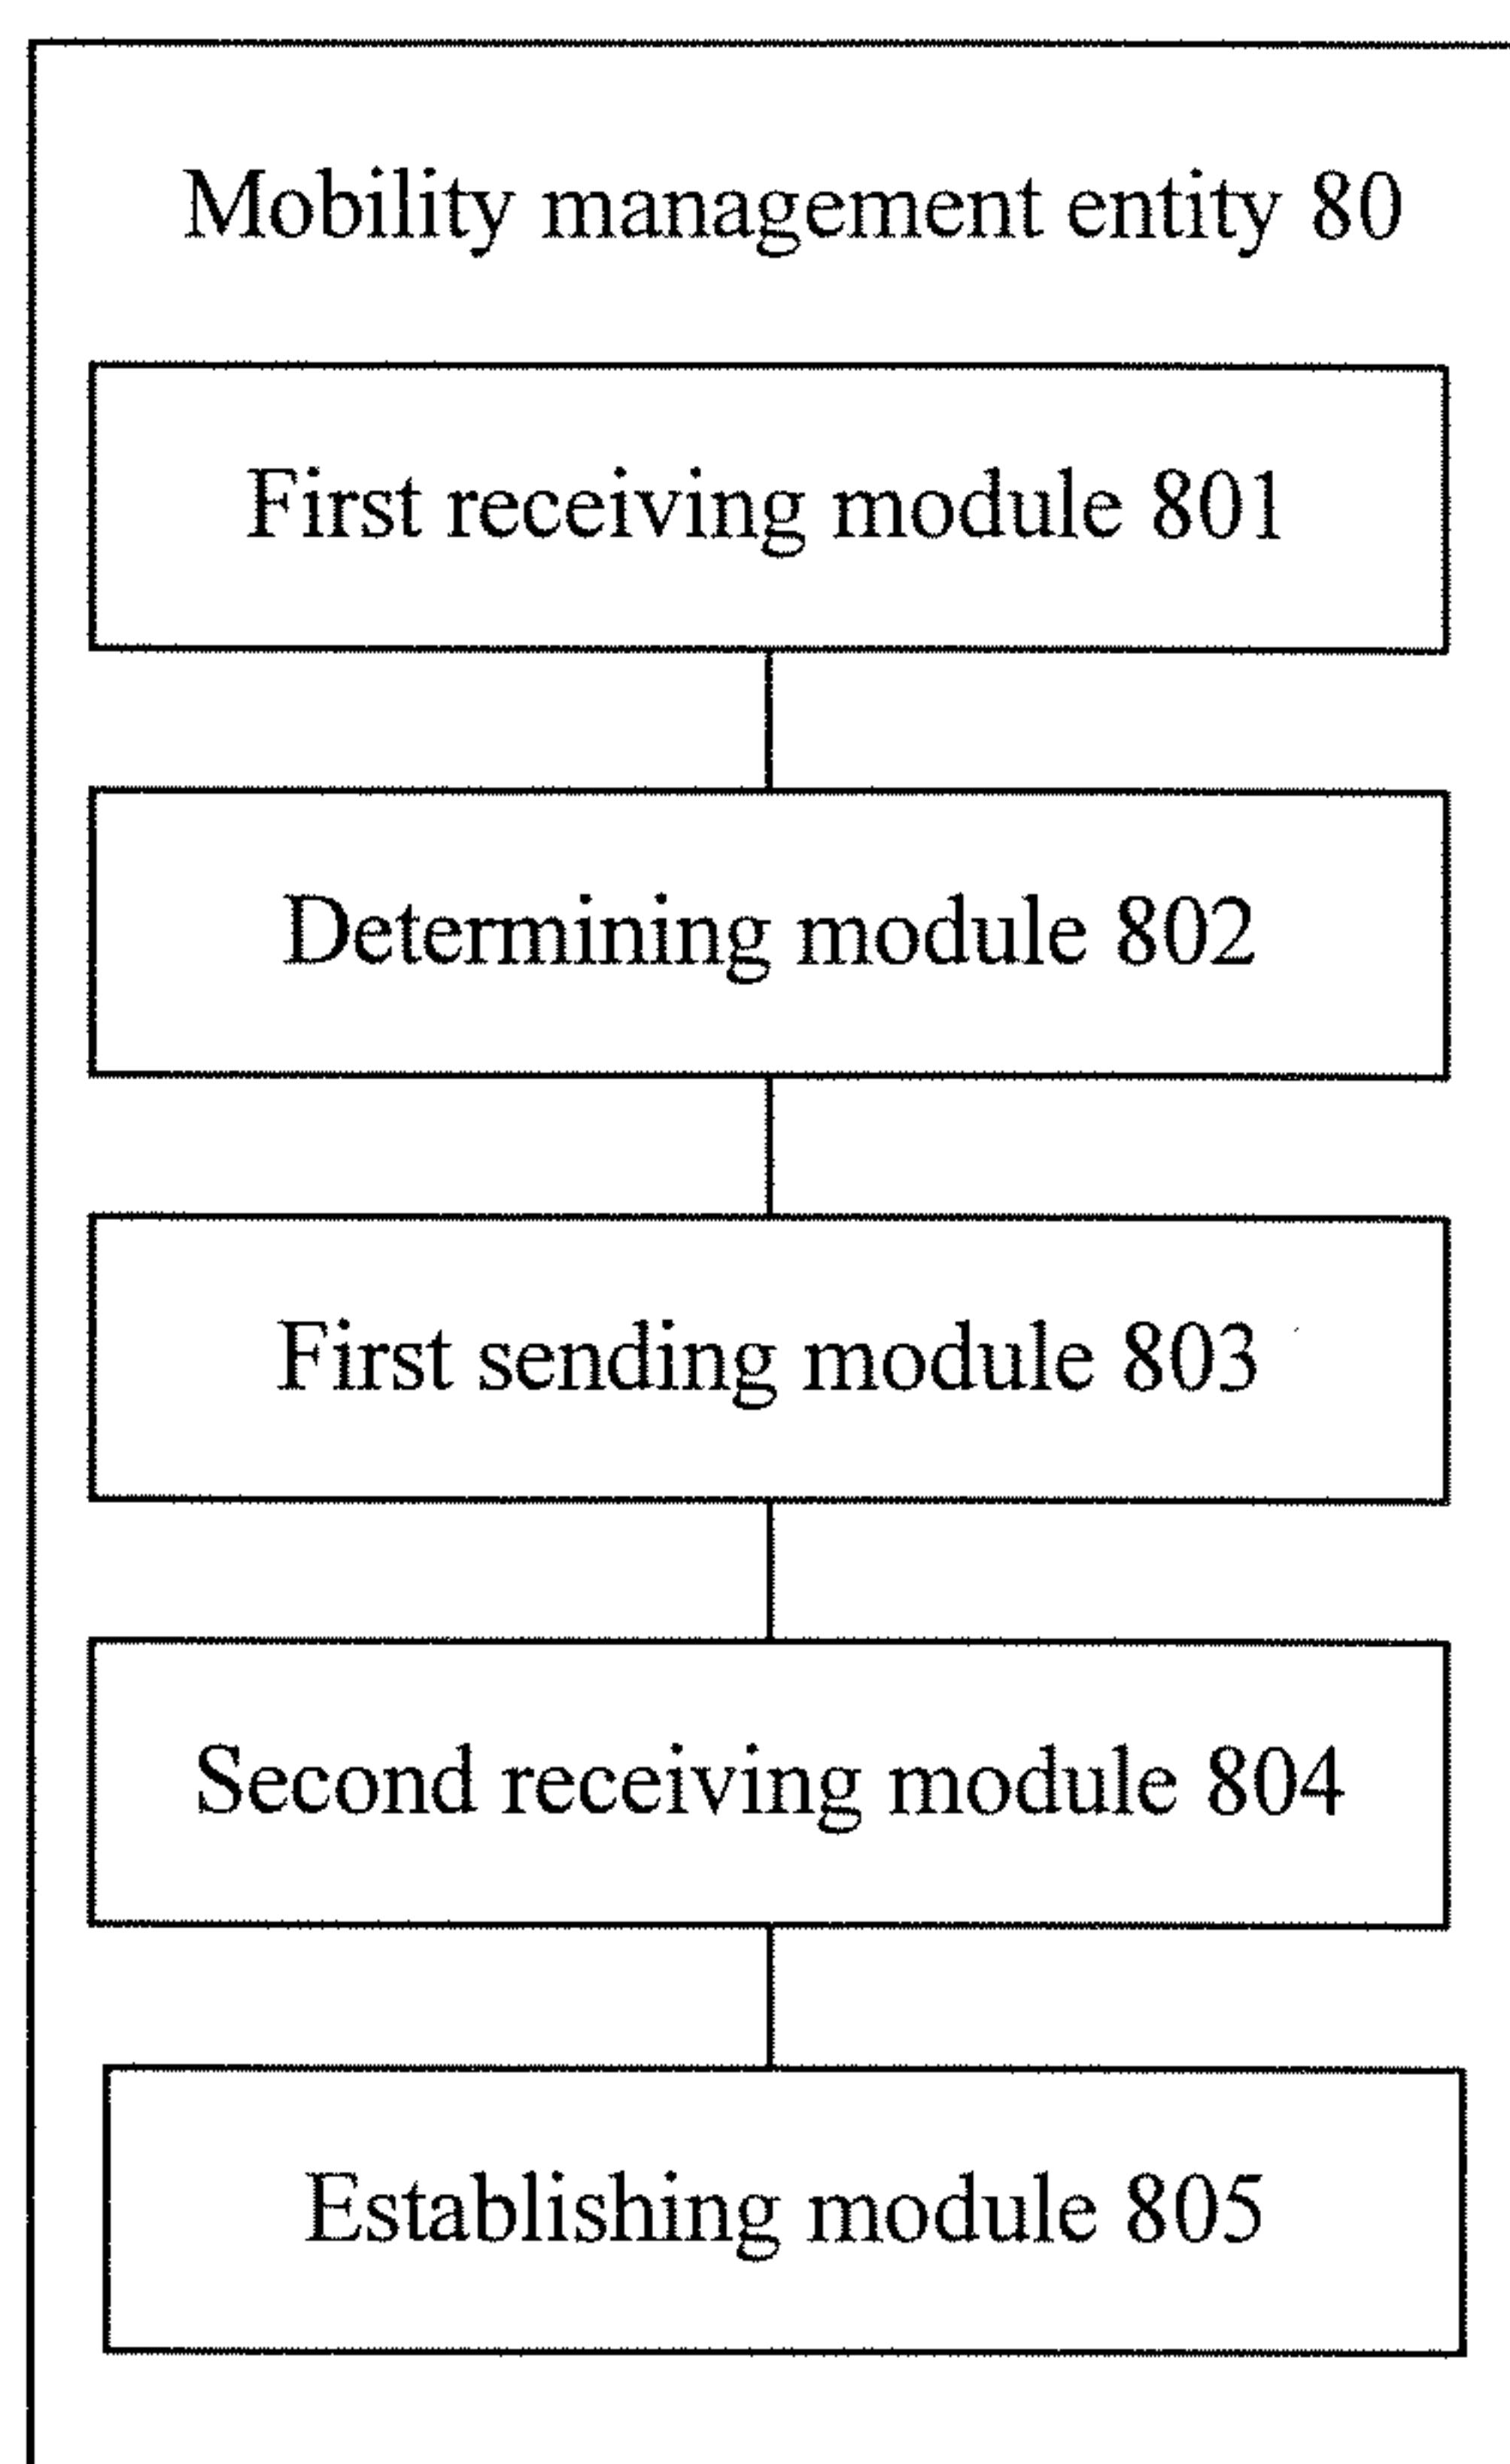 Mobility management entity 80
First receiving module 801
Determining module 802
First sending module 803
Second receiving module 804
Establishing module 805